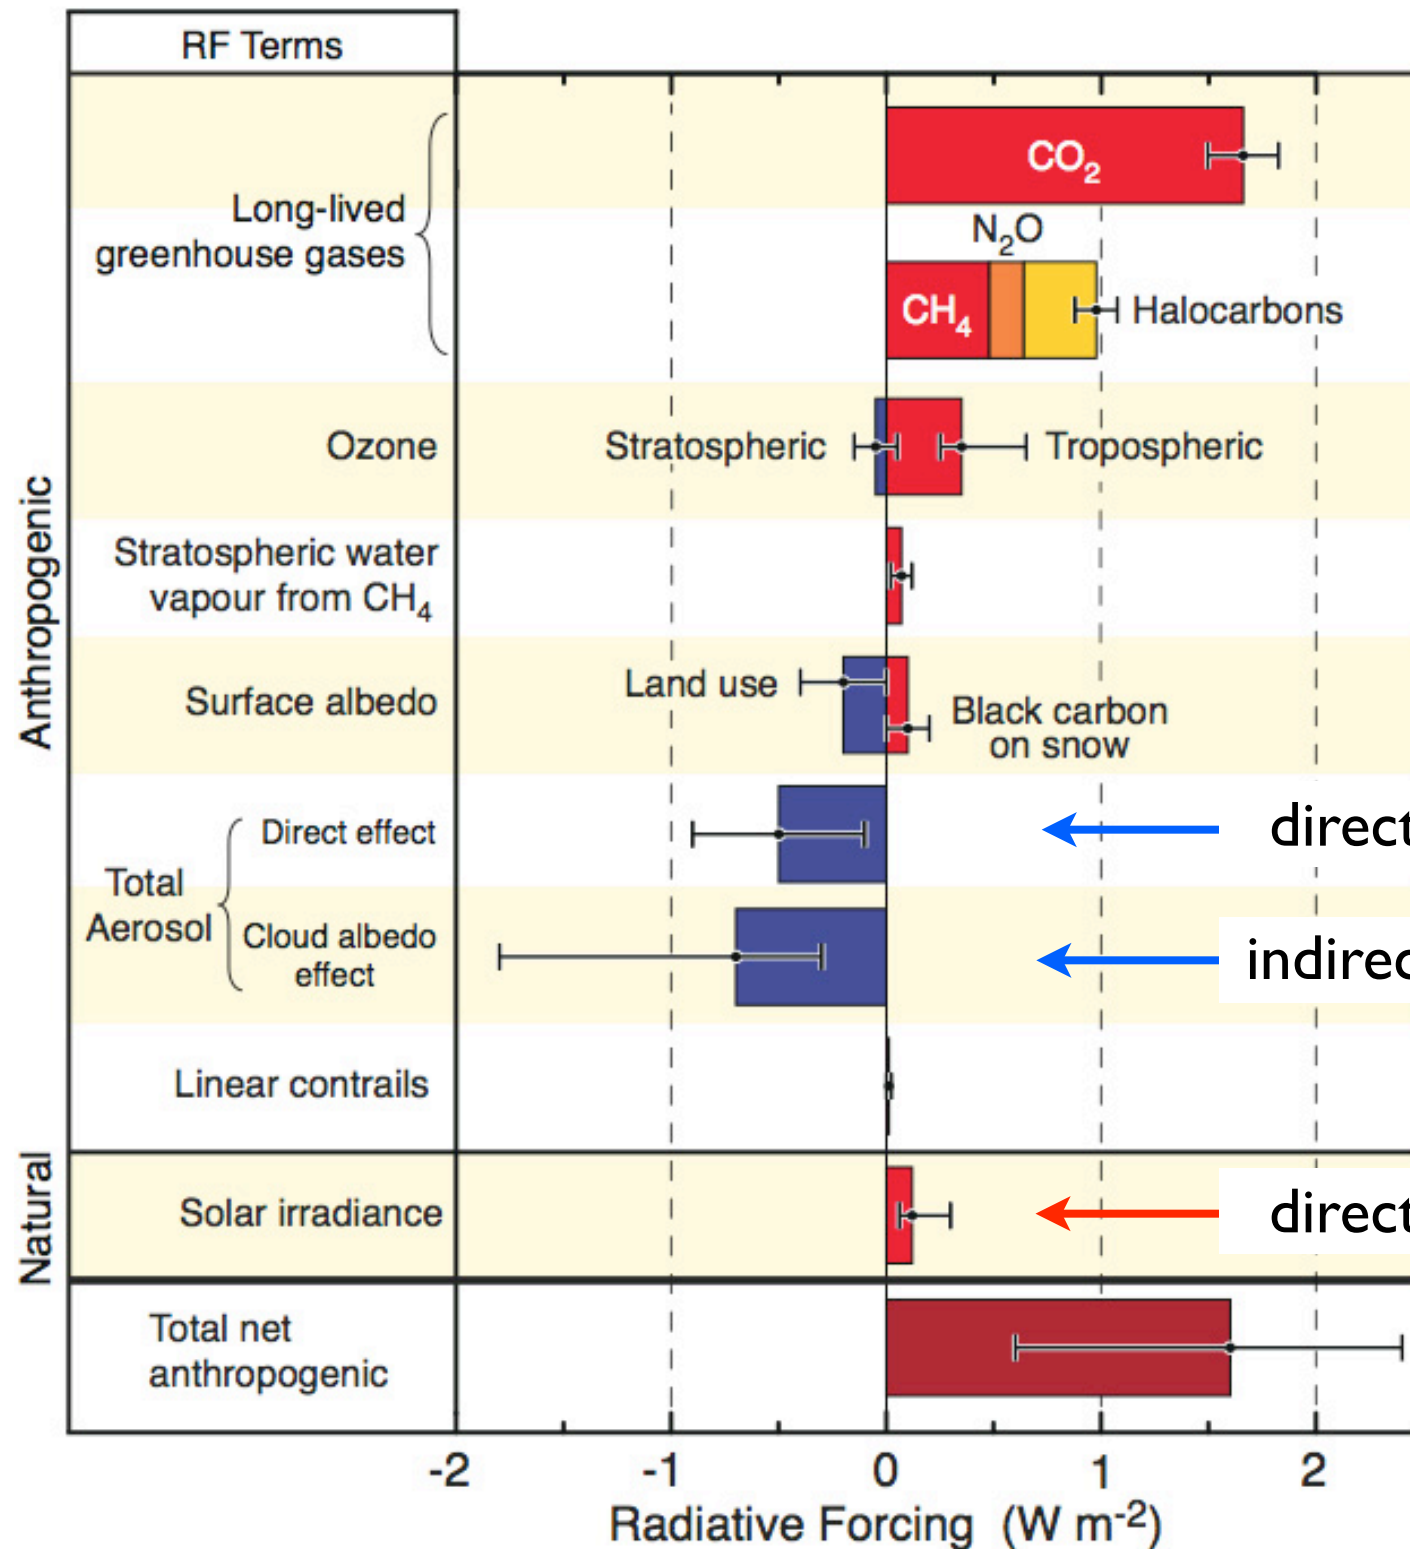 RF Terms
CO₂
Long-lived
greenhouse gases
N₂O
CH₄
Halocarbons
Ozone
Stratospheric
Tropospheric
Stratospheric water
vapour from CH₄
Surface albedo
Land use
Black carbon
on snow
Total
Aerosol
Direct effect
direct
Cloud albedo
effect
Linear contrails
Solar irradiance
direct
Total net
anthropogenic
Anthropogenic
Natural
-2 -1 0 1 2
Radiative Forcing (W m⁻²)